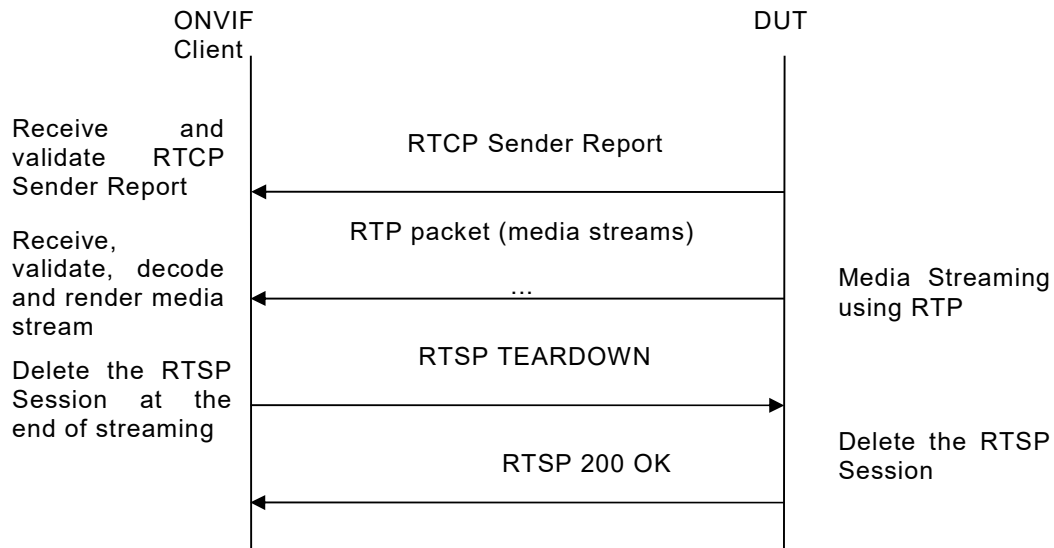 ONVIF
Client
DUT
Receive and
validate RTCP
Sender Report
RTCP Sender Report
RTP packet (media streams)
Receive,
validate, decode
and render media
stream
...
Media Streaming
using RTP
RTSP TEARDOWN
Delete the RTSP
Session at the
end of streaming
RTSP 200 OK
Delete the RTSP
Session